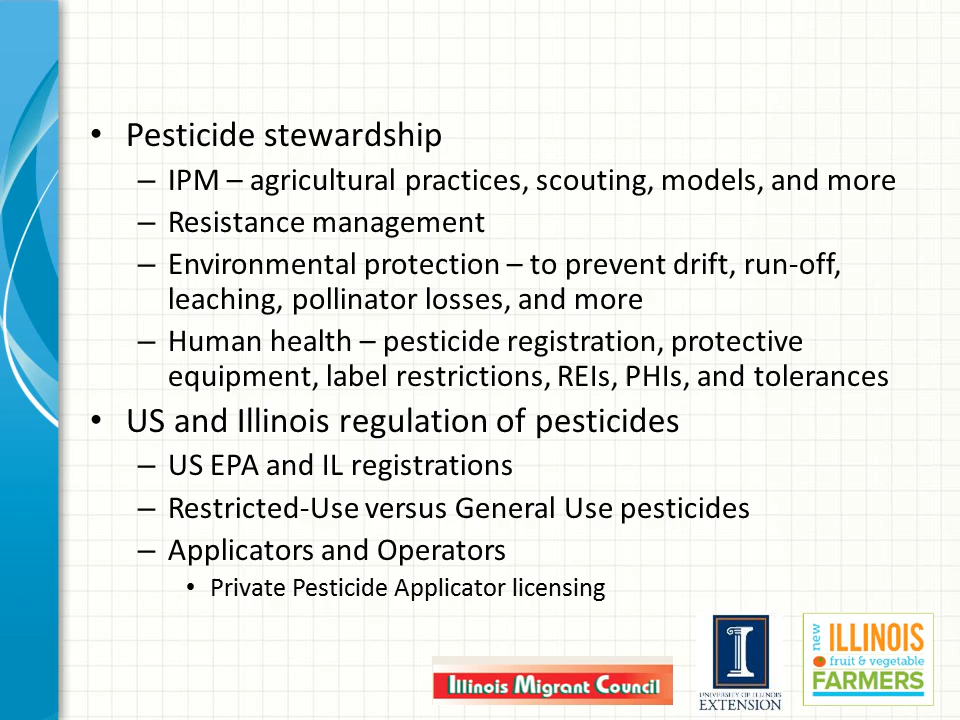 • Pesticide stewardship
– IPM – agricultural practices, scouting, models, and more
– Resistance management
– Environmental protection – to prevent drift, run-off,
leaching, pollinator losses, and more
– Human health – pesticide registration, protective
equipment, label restrictions, REIs, PHIs, and tolerances
• US and Illinois regulation of pesticides
– US EPA and IL registrations
– Restricted-Use versus General Use pesticides
– Applicators and Operators
• Private Pesticide Applicator licensing
Illinois Migrant Council
I
UNIVERSITY OF ILLINOIS
EXTENSION
new
ILLINOIS
fruit & vegetable
FARMERS